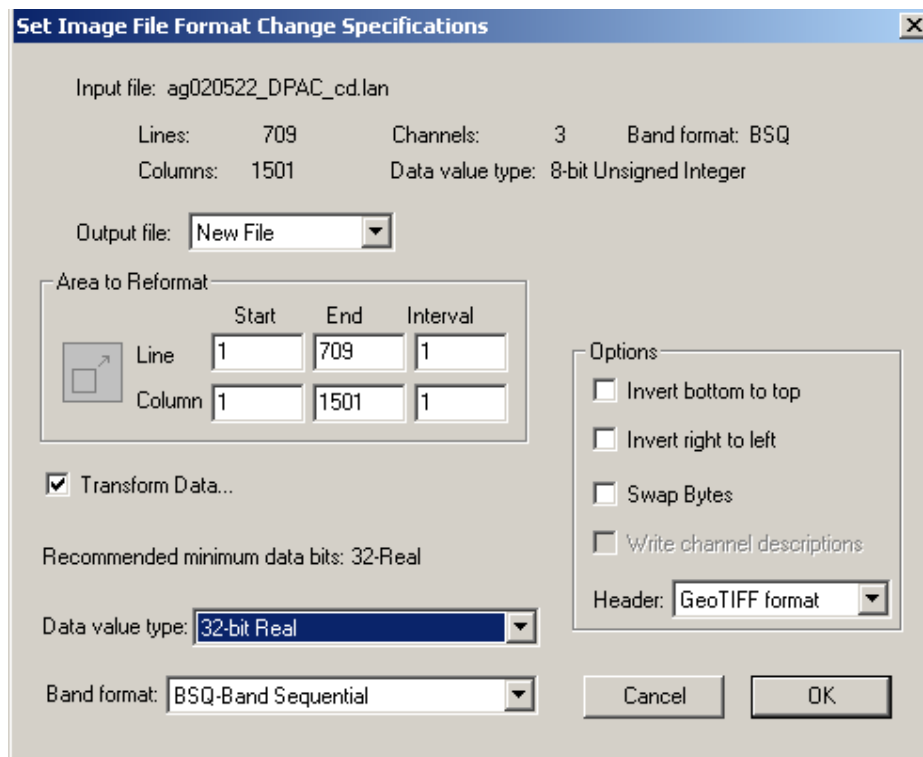 Set Image File Format Change Specifications
Input file: ag020522_DPAC_cd.lan
Lines: 709 Channels: 3 Band format: BSQ
Columns: 1501 Data value type: 8-bit Unsigned Integer
Output file: New File
Area to Reformat
Start End Interval
Line 1 709 1
Column 1 1501 1
Options
Invert bottom to top
Invert right to left
Swap Bytes
Write channel descriptions
Header: GeoTIFF format
Transform Data...
Recommended minimum data bits: 32-Real
Data value type: 32-bit Real
Band format: BSQ-Band Sequential
Cancel OK